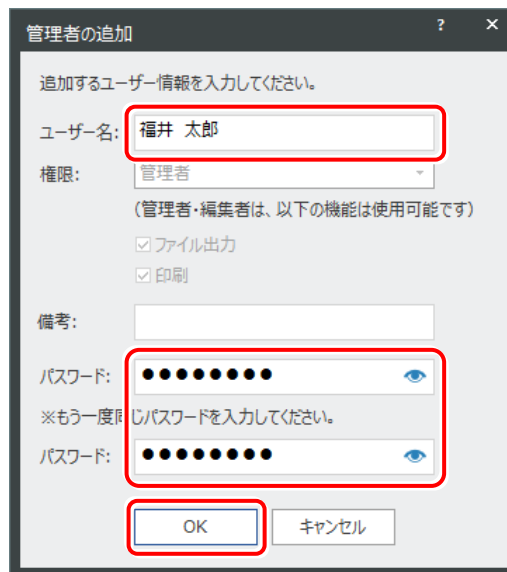 管理者の追加 ? ×
追加するユーザー情報を入力してください。
ユーザー名: 福井 太郎
権限: 管理者
(管理者・編集者は、以下の機能は使用可能です)
ファイル出力
印刷
備考:
パスワード: ●●●●●●●●
※もう一度同じパスワードを入力してください。
パスワード: ●●●●●●●●
OK キャンセル